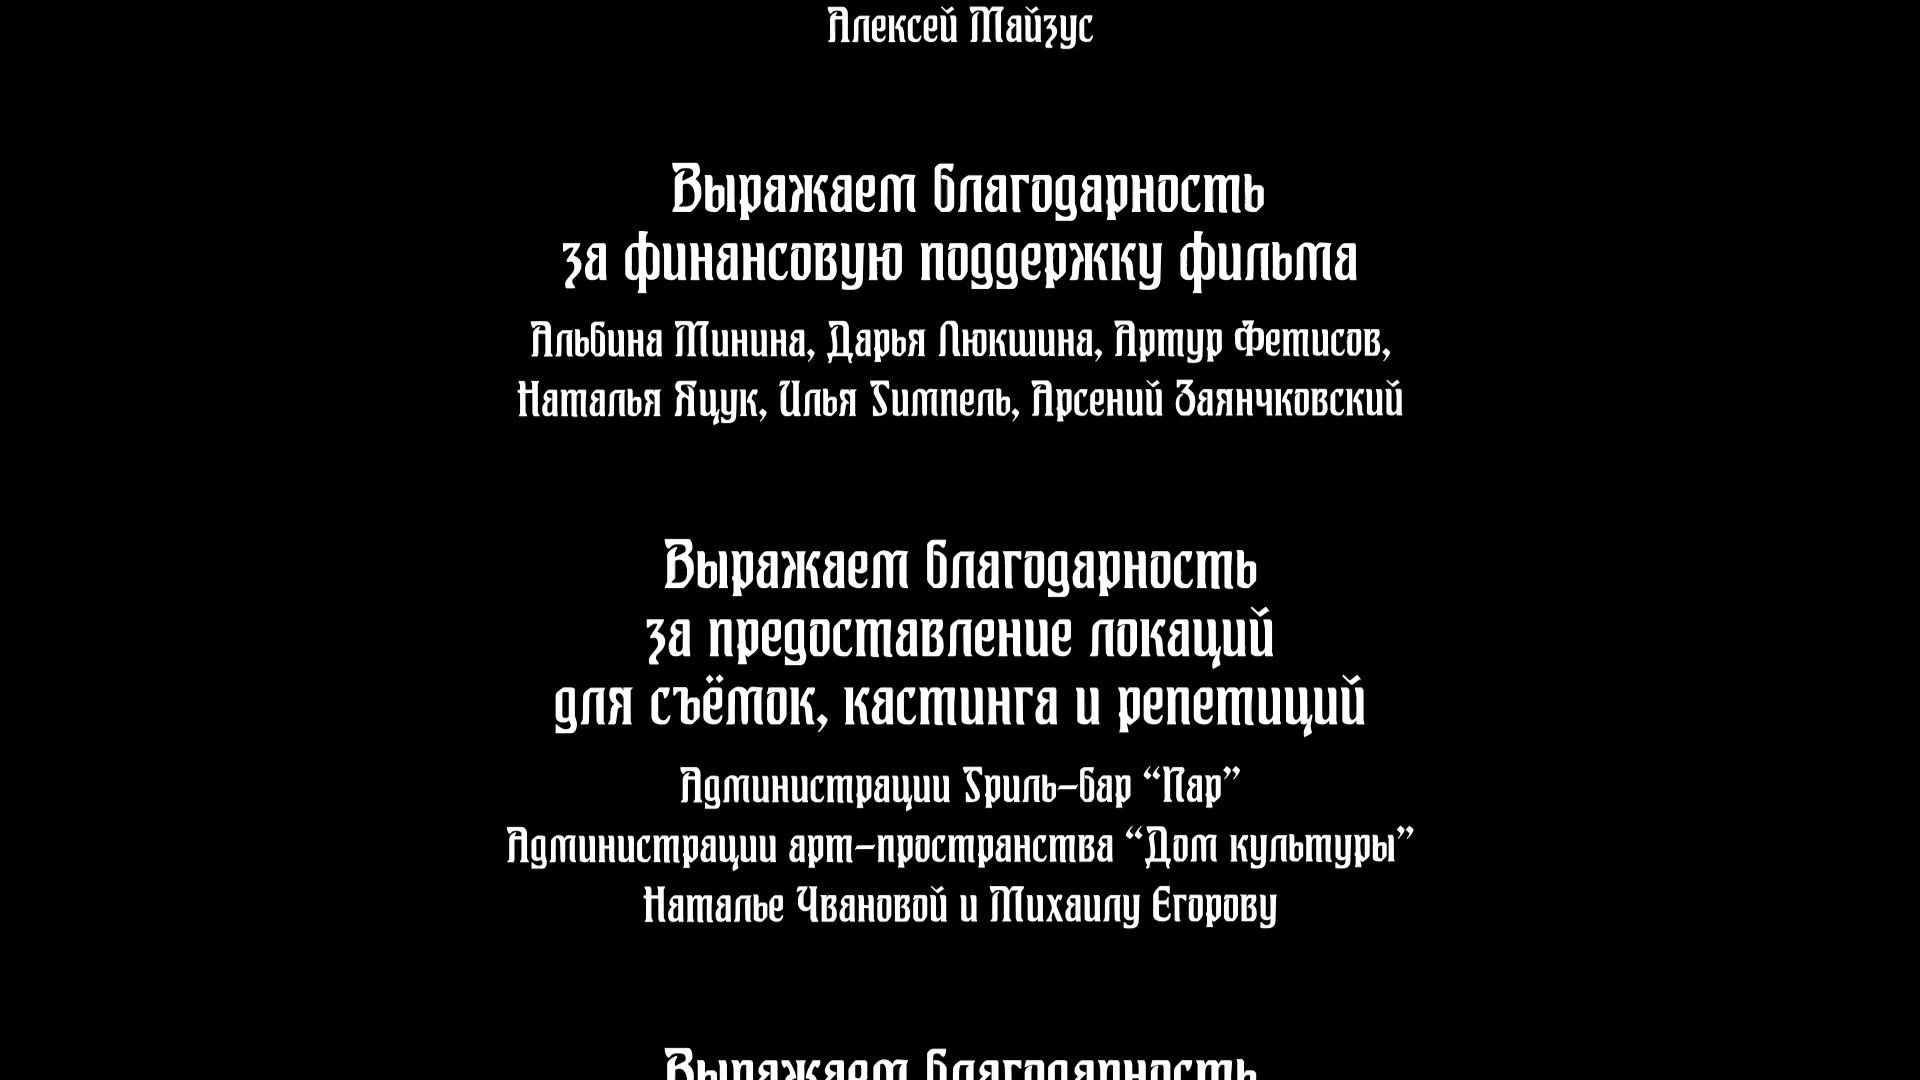 Алексей Майзус
Выражаем благодарность
за финансовую поддержку фильма
Альбина Минина, Дарья Люкшина, Артур Фетисов,
Наталья Яцук, Илья Гимпель, Арсений Заянчковский
Выражаем благодарность
за предоставление локаций
для съёмок, кастинга и репетиций
Администрации Гриль-бар “Пар”
Администрации арт-пространства “Дом культуры”
Наталье Чвановой и Михаилу Егорову
Выражаем благодарность